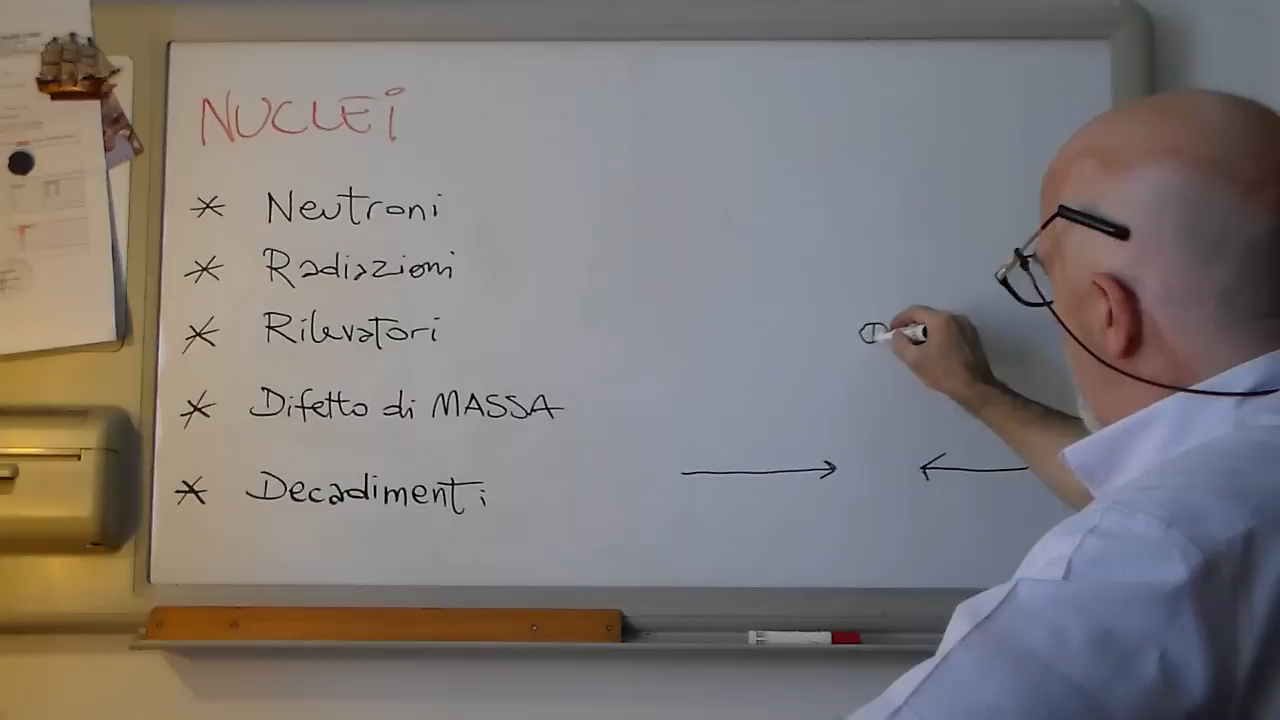 NUCLEI
* Neutroni
* Radiazioni
* Rilevatori
* Difetto di MASSA
* Decadimenti